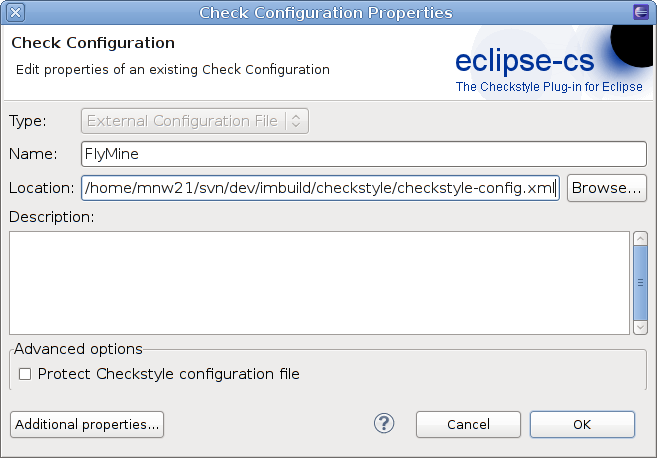 Check Configuration Properties
Check Configuration
Edit properties of an existing Check Configuration
eclipse-cs
The Checkstyle Plug-in for Eclipse
Type: External Configuration File
Name: FlyMine
Location: /home/mnw21/svn/dev/imbuild/checkstyle/checkstyle-config.xml Browse...
Description:
Advanced options
Protect Checkstyle configuration file
Additional properties... ? Cancel OK